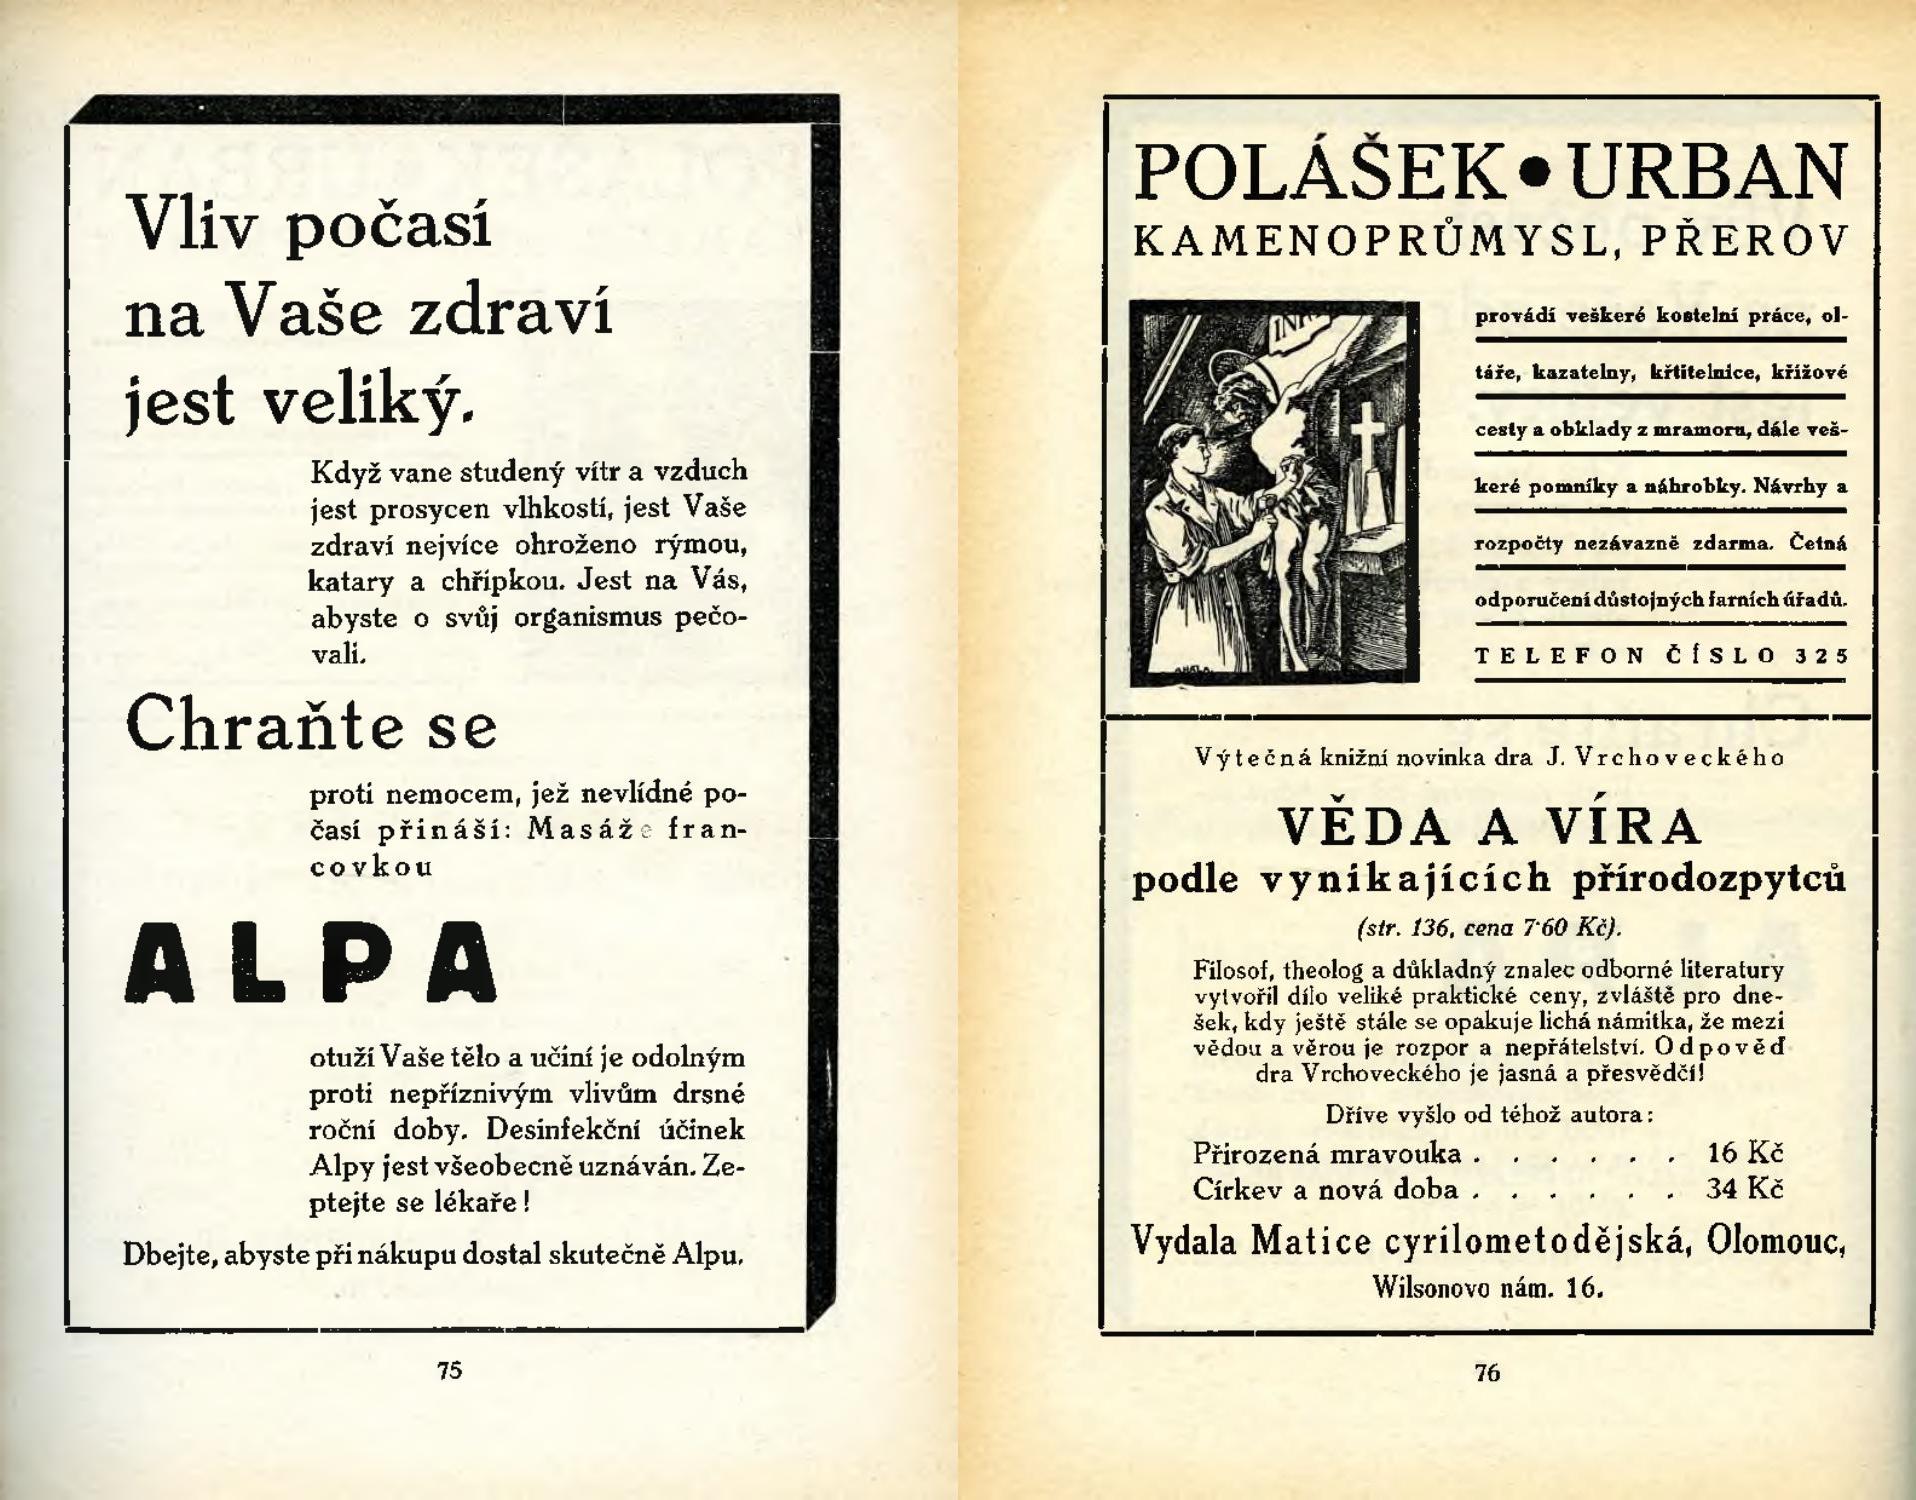 Vliv počasí
na Vaše zdraví
jest veliký.
Když vane studený vítr a vzduch
jest prosycen vlhkostí, jest Vaše
zdraví nejvíce ohroženo rýmou,
katary a chřipkou. Jest na Vás,
abyste o svůj organismus pečo-
vali.
Chraňte se
proti nemocem, jež nevlídné po-
časí přináší: Masáže fran-
covkou
ALPA
otuží Vaše tělo a učiní je odolným
proti nepříznivým vlivům drsné
roční doby. Desinfekční účinek
Alpy jest všeobecně uznáván. Ze-
ptejte se lékaře!
Dbejte, abyste při nákupu dostal skutečně Alpu.
75
POLÁŠEK • URBAN
KAMENOPRŮMYSL, PŘEROV
INRI
provádí veškeré kostelní práce, ol-
táře, kazatelny, křtitelnice, křížové
cesty a obklady z mramoru, dále veš-
keré pomníky a náhrobky. Návrhy a
rozpočty nezávazně zdarma. Četná
odporučení důstojných farních úřadů.
TELEFON ČÍSLO 325
Výtečná knižní novinka dra J. Vrchoveckého
VĚDA A VÍRA
podle vynikajících přírodozpytců
(str. 136, cena 7·60 Kč).
Filosof, theolog a důkladný znalec odborné literatury
vytvořil dílo veliké praktické ceny, zvláště pro dne-
šek, kdy ještě stále se opakuje lichá námitka, že mezi
vědou a věrou je rozpor a nepřátelství. Odpověď
dra Vrchoveckého je jasná a přesvědčí!
Dříve vyšlo od téhož autora:
Přirozená mravouka . . . . . . 16 Kč
Církev a nová doba . . . . . . 34 Kč
Vydala Matice cyrilometodějská, Olomouc,
Wilsonovo nám. 16.
76